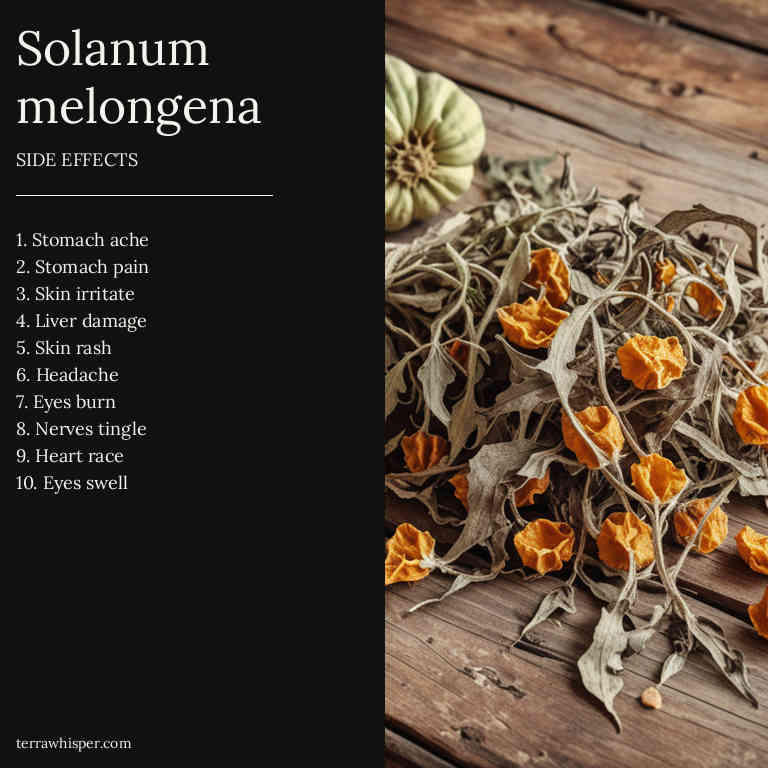 Solanum
melongena
SIDE EFFECTS
1. Stomach ache
2. Stomach pain
3. Skin irritate
4. Liver damage
5. Skin rash
6. Headache
7. Eyes burn
8. Nerves tingle
9. Heart race
10. Eyes swell
terrawhisper.com